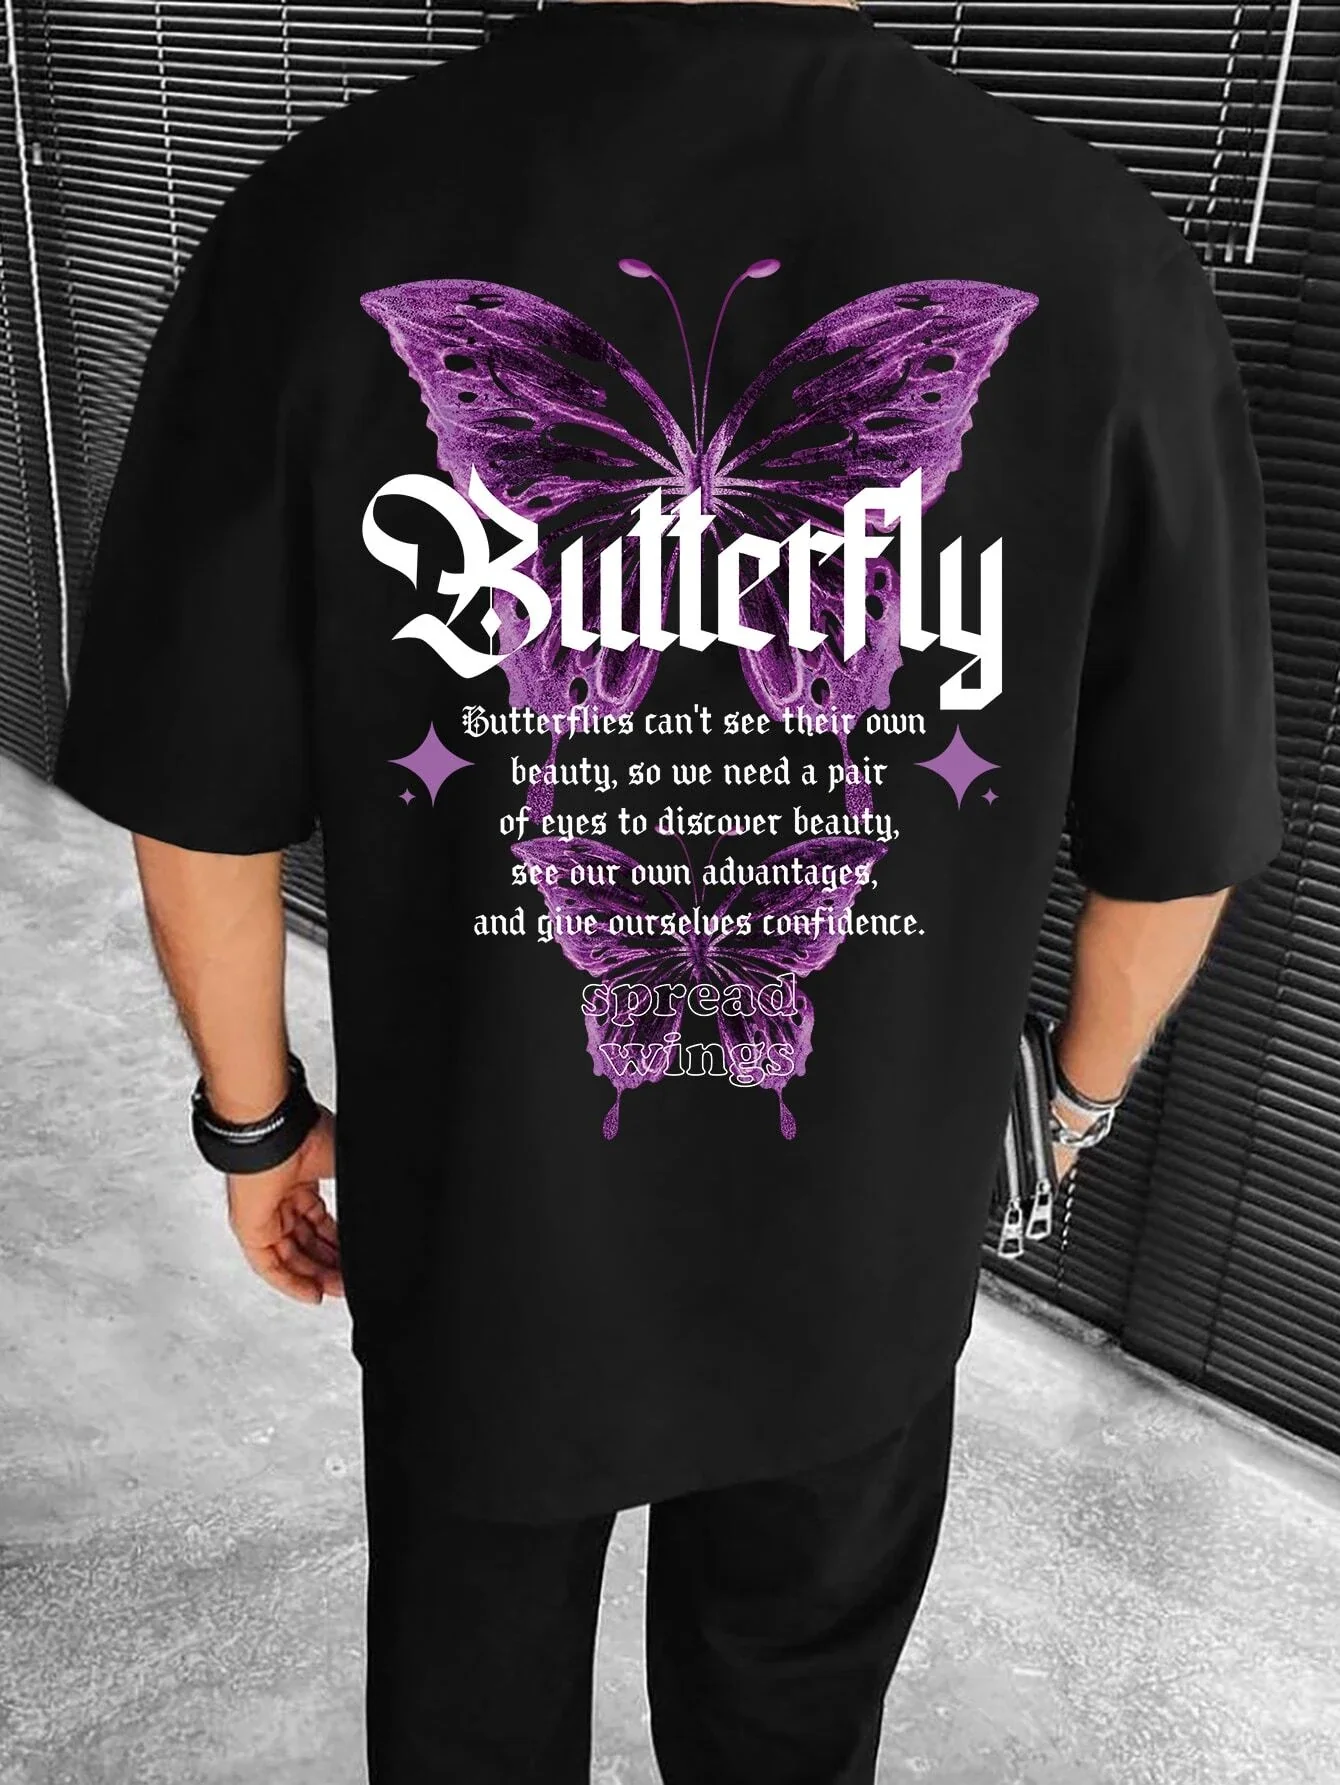 Butterfly
Butterflies can't see their own
beauty, so we need a pair
of eyes to discover beauty,
see our own advantages,
and give ourselves confidence.
spread
wings